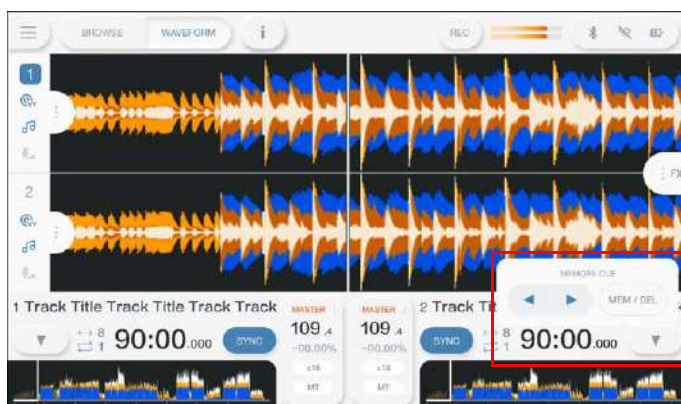 BROWSE WAVEFORM i REC
1
FX
2
MEMORY CUE
MEM / DEL
1 Track Title Track Title Track Track MASTER MASTER 2 Track Tit
8 90:00.000 SYNC 109.4 109.4 SYNC 8 90:00.000
1 -00.00% -00.00% 1
±16 ±16
MT MT